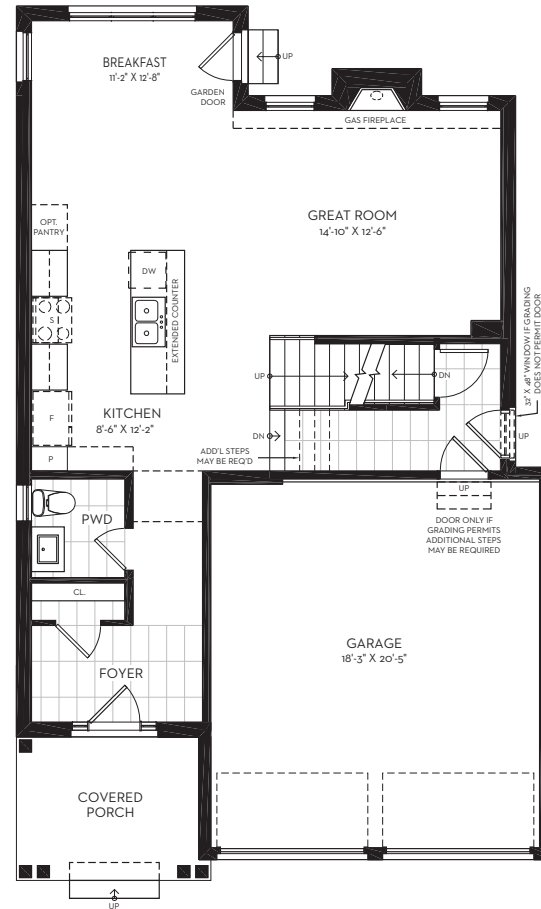 BREAKFAST
11'-2" X 12'-8"
UP
GARDEN
DOOR
GAS FIREPLACE
OPT.
PANTRY
GREAT ROOM
14'-10" X 12'-6"
DW
EXTENDED COUNTER
S
32" X 48" WINDOW IF GRADING
DOES NOT PERMIT DOOR
UP
DN
F
KITCHEN
8'-6" X 12'-2"
DN
UP
P
ADD'L STEPS
MAY BE REQ'D
UP
PWD
DOOR ONLY IF
GRADING PERMITS
ADDITIONAL STEPS
MAY BE REQUIRED
CL.
GARAGE
18'-3" X 20'-5"
FOYER
COVERED
PORCH
UP